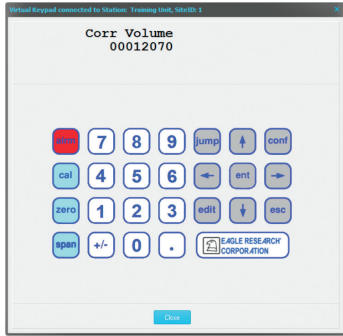 Virtual Keypad connected to Station: Training Unit, SiteID: 1
Corr Volume
00012070
alrm 7 8 9 jump conf
cal 4 5 6 ent
zero 1 2 3 edit esc
span +/- 0 . EAGLE RESEARCH
CORPORATION
Close